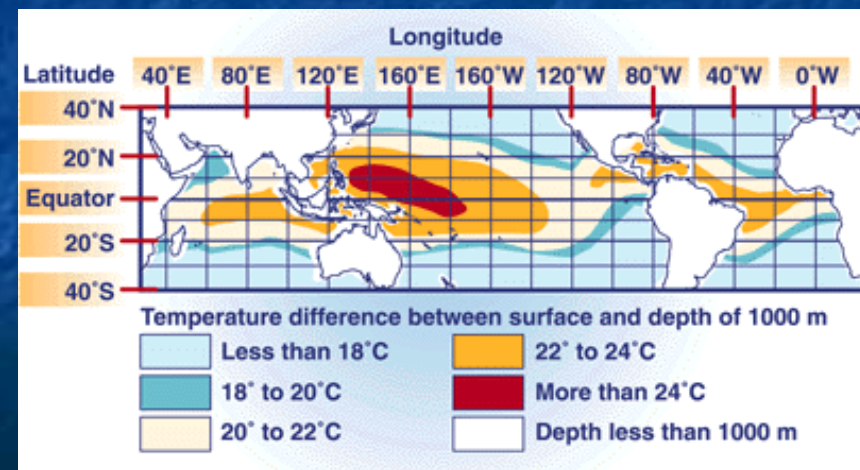 Longitude
Latitude 40°E 80°E 120°E 160°E 160°W 120°W 80°W 40°W 0°W
40°N
20°N
Equator
20°S
40°S
Temperature difference between surface and depth of 1000 m
Less than 18°C 22° to 24°C
18° to 20°C More than 24°C
20° to 22°C Depth less than 1000 m